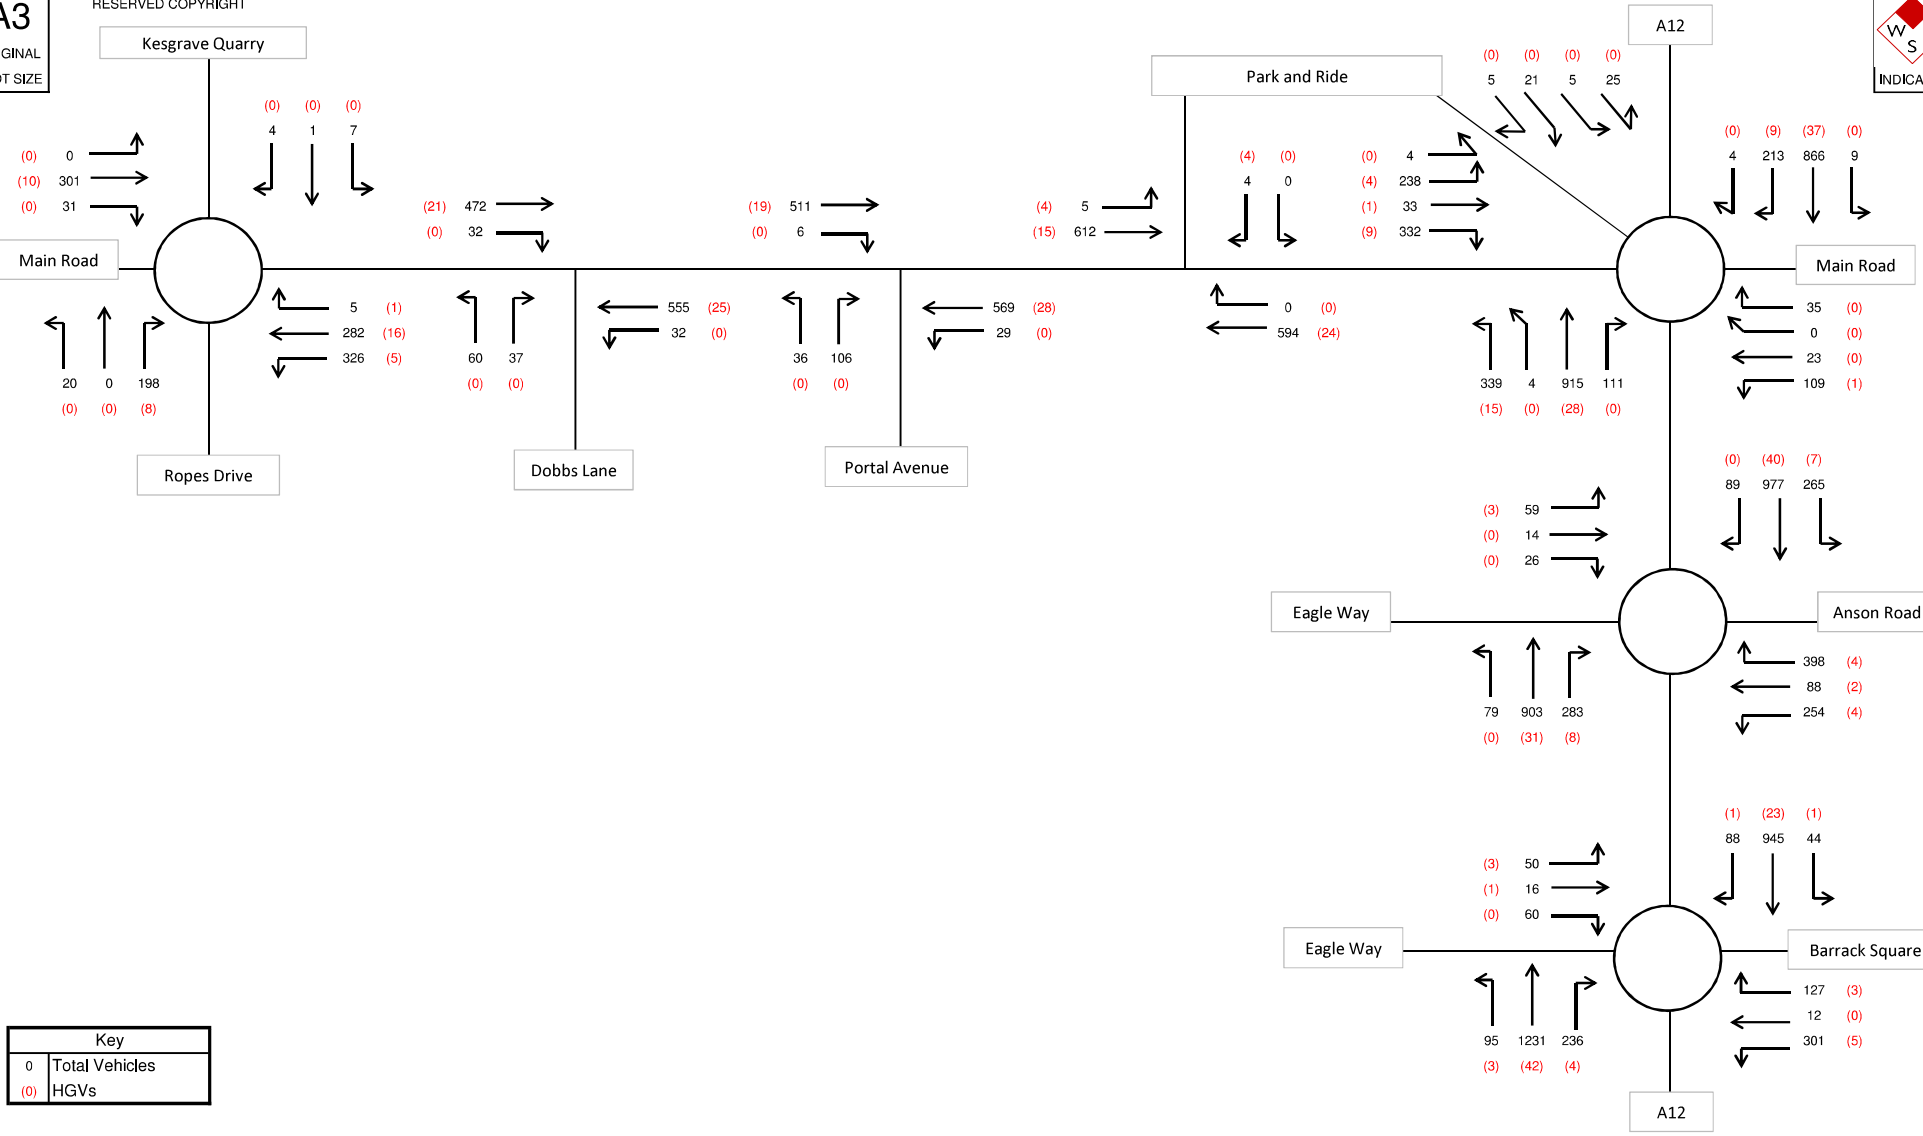 A3
RESERVED COPYRIGHT
GINAL
OT SIZE
Kesgrave Quarry
A12
W
S
INDICA
Park and Ride
(0) (0) (0) (0)
5 21 5 25
(0) (0) (0)
4 1 7
(0) 0
(10) 301
(0) 31
(21) 472
(0) 32
(19) 511
(0) 6
(4) 5
(15) 612
(4) (0)
4 0
(0) 4
(4) 238
(1) 33
(9) 332
(0) (9) (37) (0)
4 213 866 9
Main Road
Main Road
5 (1)
282 (16)
326 (5)
20 0 198
(0) (0) (8)
60 37
(0) (0)
555 (25)
32 (0)
36 106
(0) (0)
569 (28)
29 (0)
0 (0)
594 (24)
339 4 915 111
(15) (0) (28) (0)
35 (0)
0 (0)
23 (0)
109 (1)
Ropes Drive
Dobbs Lane
Portal Avenue
(0) (40) (7)
89 977 265
(3) 59
(0) 14
(0) 26
Eagle Way
Anson Road
79 903 283
(0) (31) (8)
398 (4)
88 (2)
254 (4)
(1) (23) (1)
88 945 44
(3) 50
(1) 16
(0) 60
Eagle Way
Barrack Square
95 1231 236
(3) (42) (4)
127 (3)
12 (0)
301 (5)
A12
Key
0 Total Vehicles
(0) HGVs